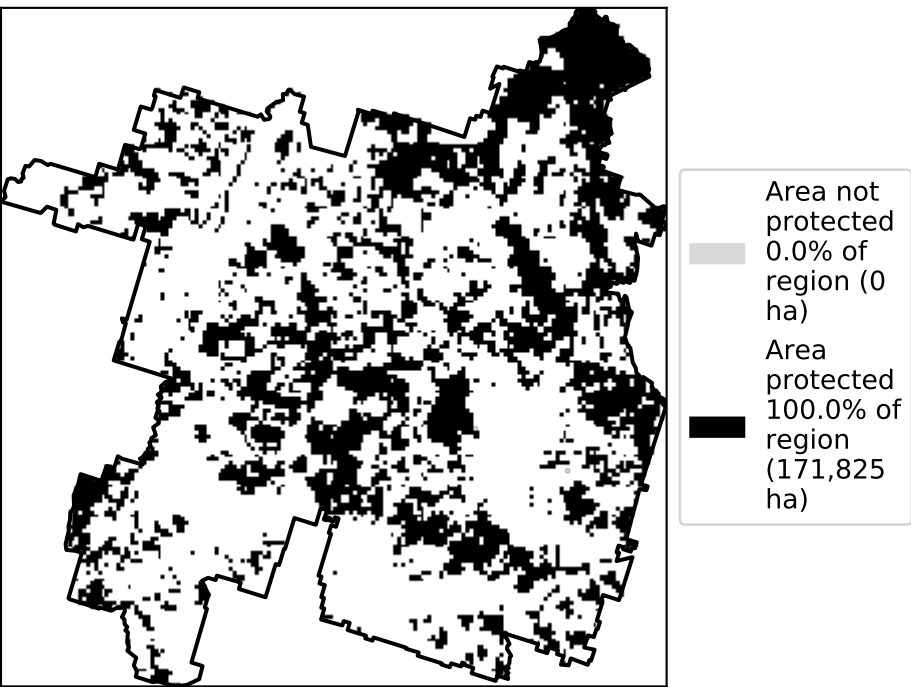 Area not
protected
0.0% of
region (0
ha)
Area
protected
100.0% of
region
(171,825
ha)